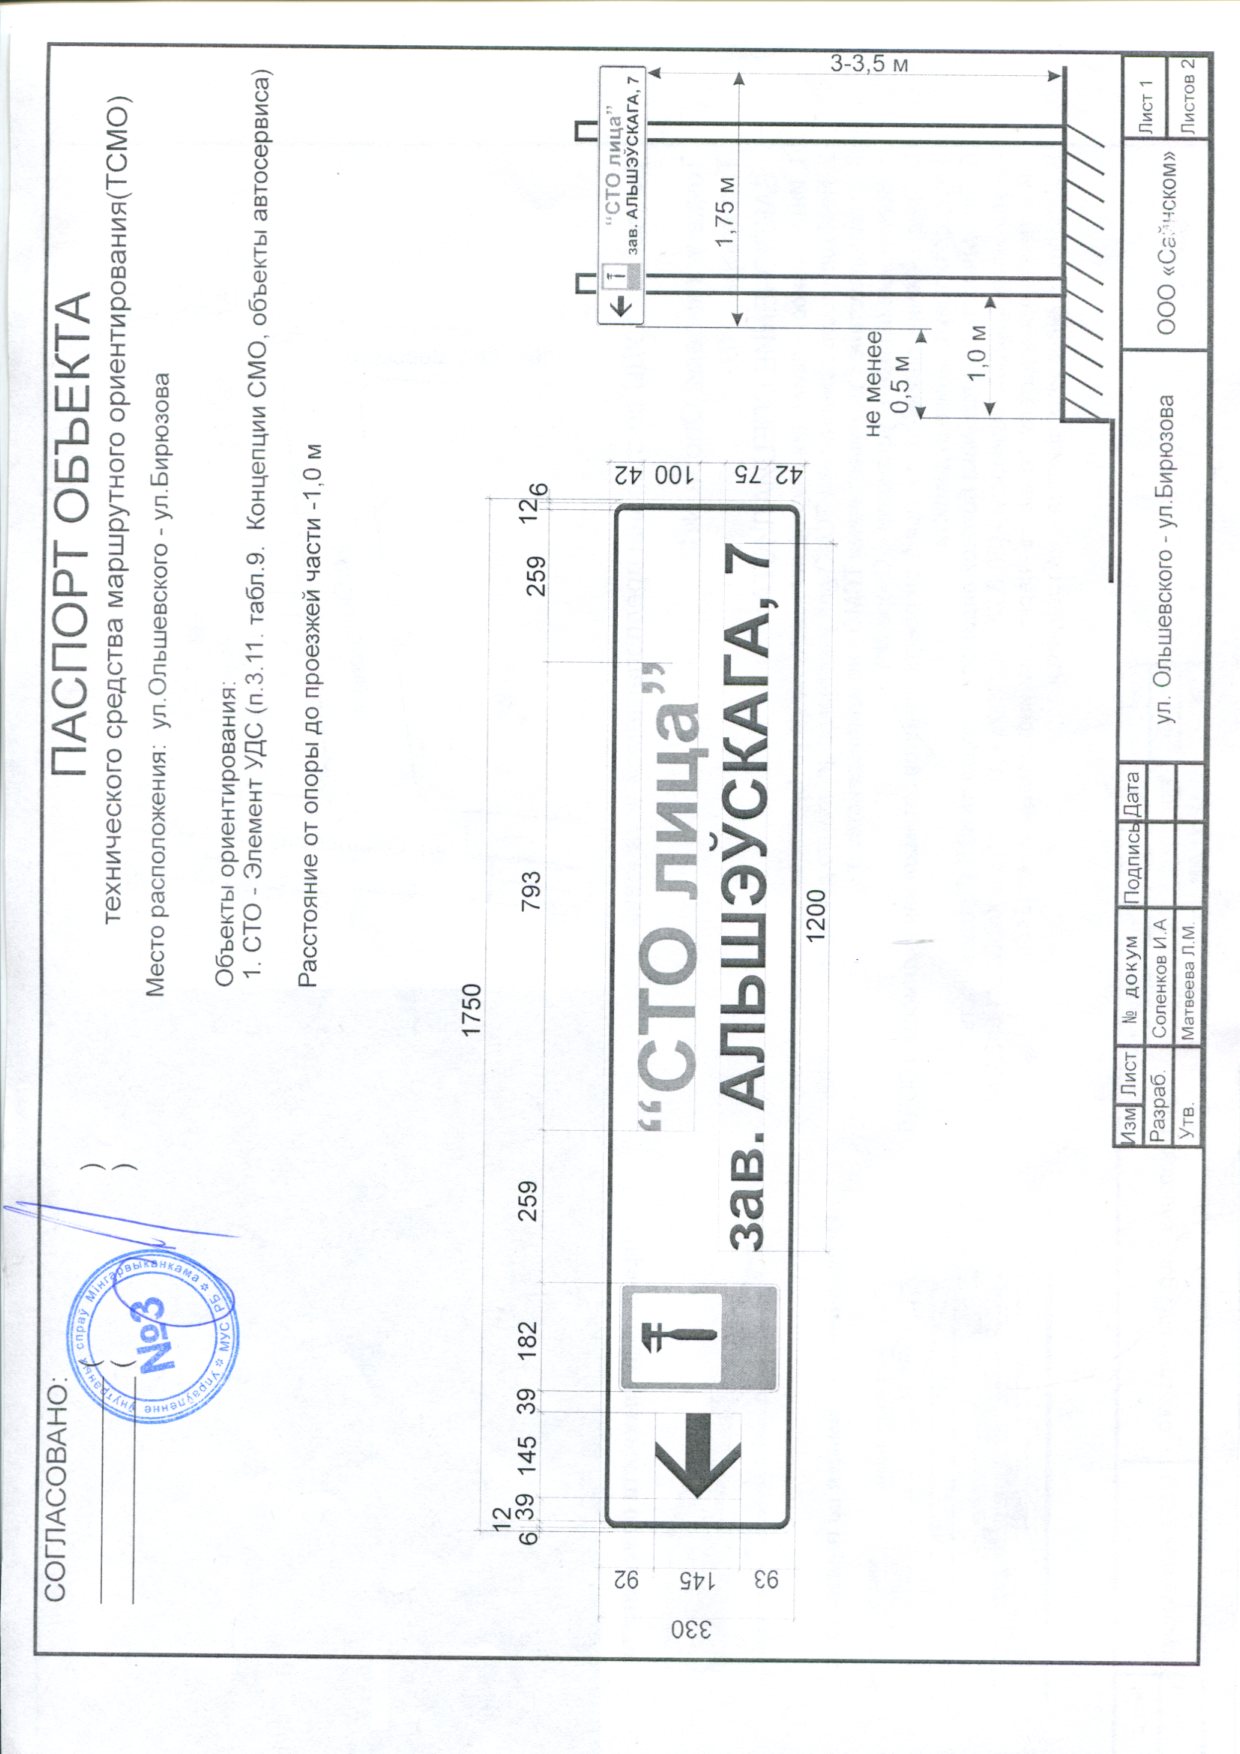 СОГЛАСОВАНО:
Упраўленне ўнутраных спраў Мінгарвыканкама * МУС РБ *
№3
( )
( )
ПАСПОРТ ОБЪЕКТА
технического средства маршрутного ориентирования(ТСМО)
Место расположения: ул.Ольшевского - ул.Бирюзова
Объекты ориентирования:
1. СТО - Элемент УДС (п.3.11. табл.9. Концепции СМО, объекты автосервиса)
Расстояние от опоры до проезжей части -1,0 м
1750
6 12 39 145 39 182 259 793 259 12 6
330
92 145 93
42 100 75 42
“СТО лица”
зав. АЛЬШЭЎСКАГА, 7
1200
“СТО лица”
зав. АЛЬШЭЎСКАГА, 7
3-3,5 м
1,75 м
не менее
0,5 м
1,0 м
Изм Лист № докум Подпись Дата
Разраб. Соленков И.А
Утв. Матвеева Л.М.
ул. Ольшевского - ул.Бирюзова
ООО «Сайнском»
Лист 1
Листов 2